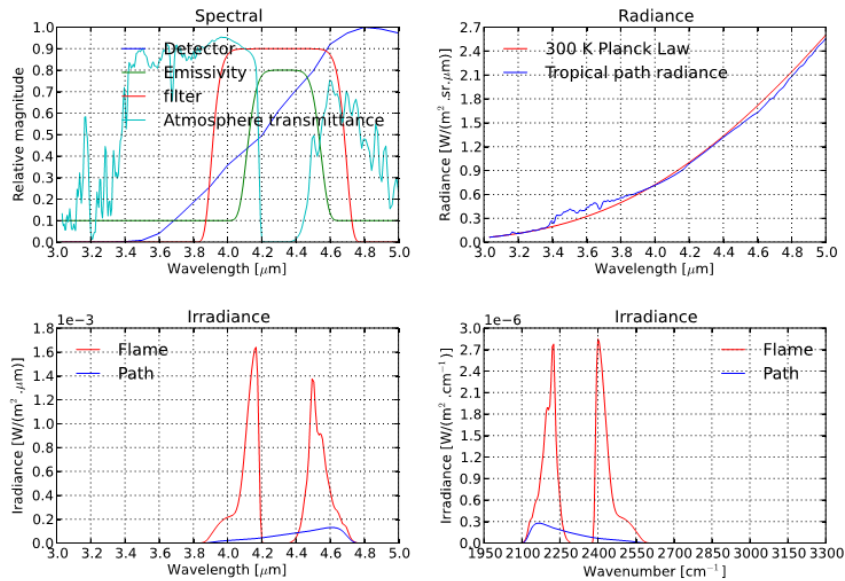 Spectral
Relative magnitude
1.0
0.9
0.8
0.7
0.6
0.5
0.4
0.3
0.2
0.1
0.0
Detector
Emissivity
filter
Atmosphere transmittance
3.0 3.2 3.4 3.6 3.8 4.0 4.2 4.4 4.6 4.8 5.0
Wavelength [μm]
Radiance
Radiance [W/(m² .sr.μm)]
2.7
2.4
2.1
1.8
1.5
1.2
0.9
0.6
0.3
0.0
300 K Planck Law
Tropical path radiance
3.0 3.2 3.4 3.6 3.8 4.0 4.2 4.4 4.6 4.8 5.0
Wavelength [μm]
Irradiance
1e−3
Irradiance [W/(m² .μm)]
1.8
1.6
1.4
1.2
1.0
0.8
0.6
0.4
0.2
0.0
Flame
Path
3.0 3.2 3.4 3.6 3.8 4.0 4.2 4.4 4.6 4.8 5.0
Wavelength [μm]
Irradiance
1e−6
Irradiance [W/(m² .cm⁻¹)]
3.0
2.7
2.4
2.1
1.8
1.5
1.2
0.9
0.6
0.3
0.0
Flame
Path
1950 2100 2250 2400 2550 2700 2850 3000 3150 3300
Wavenumber [cm⁻¹]